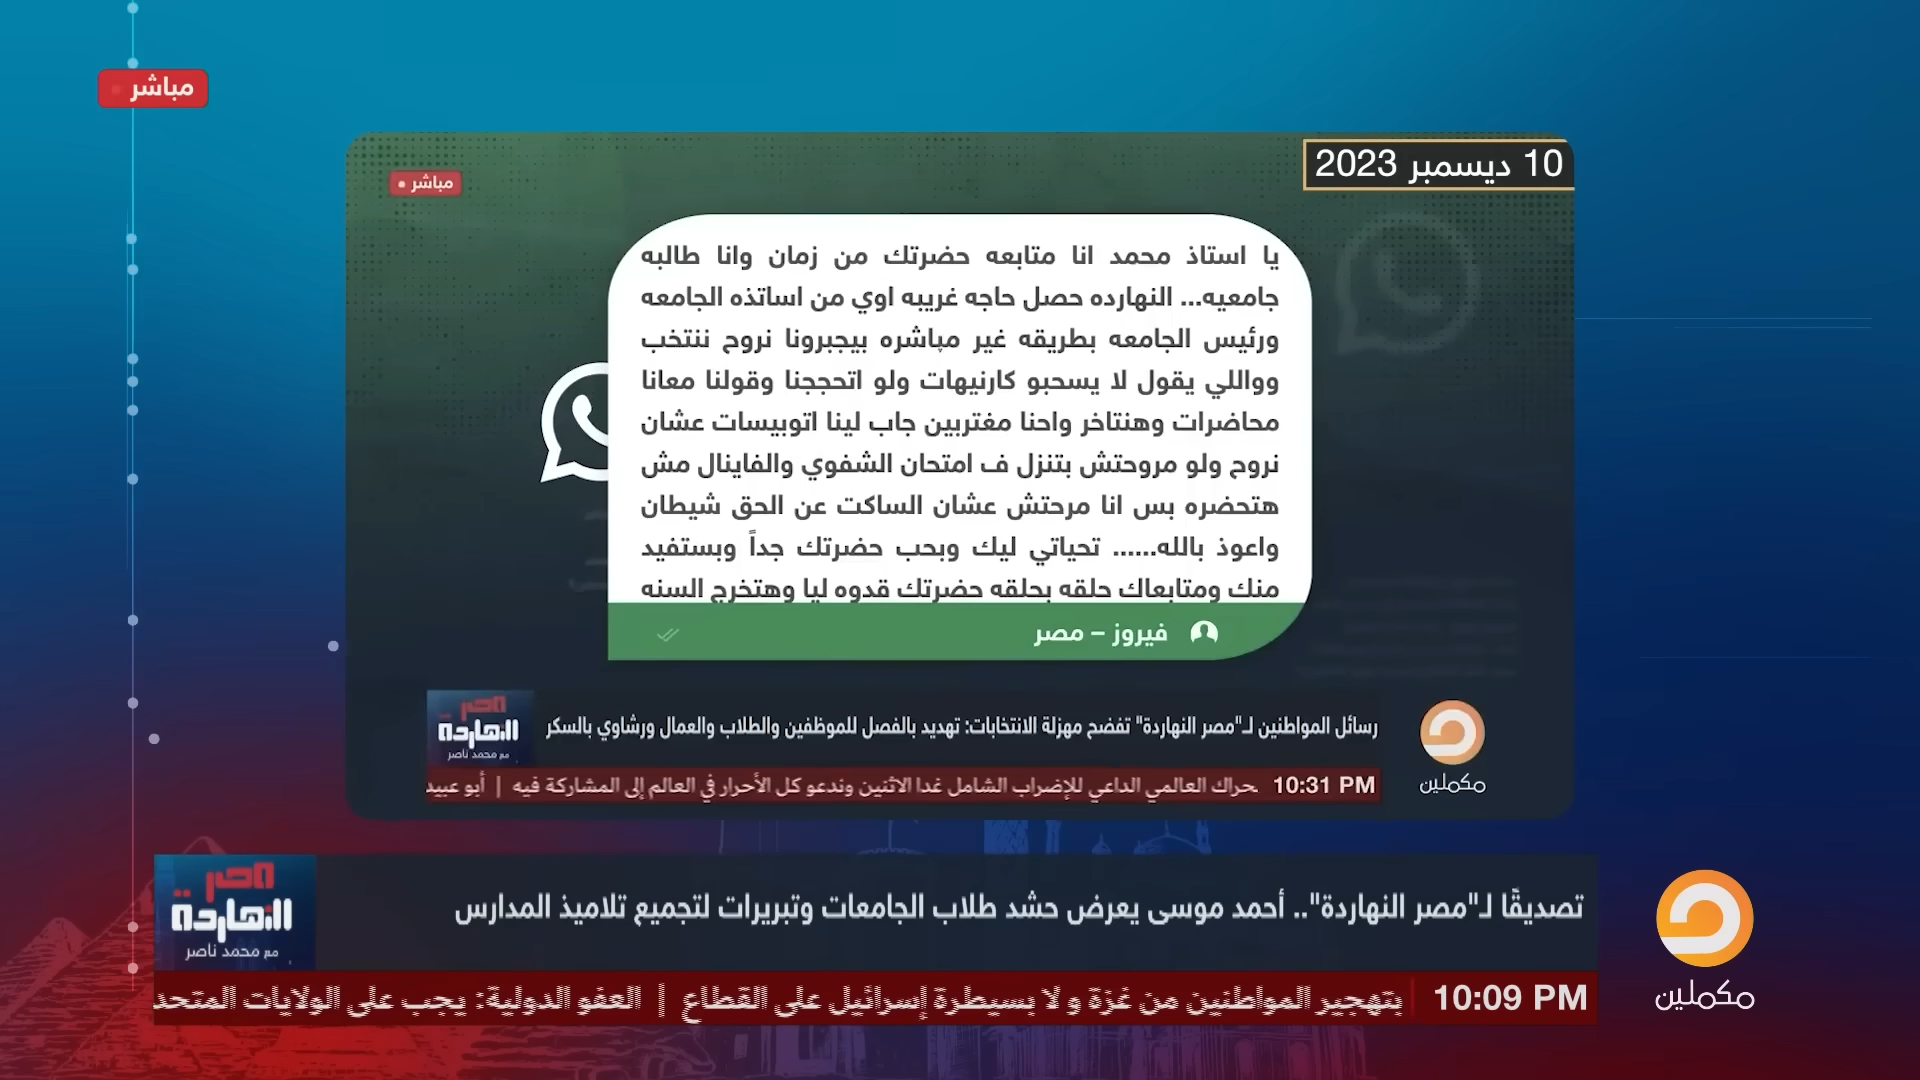 مباشر
10 ديسمبر 2023
مباشر
يا استاذ محمد انا متابعه حضرتك من زمان وانا طالبه
جامعيه... النهارده حصل حاجه غريبه اوي من اساتذه الجامعه
ورئيس الجامعه بطريقه غير مباشره بيجبرونا نروح ننتخب
وواللي يقول لا يسحبو كارنيهات ولو اتحججنا وقولنا معانا
محاضرات وهنتاخر واحنا مغتربين جاب لينا اتوبيسات عشان
نروح ولو مروحتش بتنزل ف امتحان الشفوي والفاينال مش
هتحضره بس انا مرحتش عشان الساكت عن الحق شيطان
واعوذ بالله...... تحياتي ليك وبحب حضرتك جداً وبستفيد
منك ومتابعاك حلقه بحلقه حضرتك قدوه ليا وهتخرج السنه
فيروز – مصر
رسائل المواطنين لـ"مصر النهاردة" تفضح مهزلة الانتخابات: تهديد بالفصل للموظفين والطلاب والعمال ورشاوي بالسكر
مصر
النهاردة
مع محمد ناصر
مكملين
10:31 PM حراك العالمي الداعي للإضراب الشامل غدا الاثنين وندعو كل الأحرار في العالم إلى المشاركة فيه | أبو عبيد
تصديقًا لـ"مصر النهاردة".. أحمد موسى يعرض حشد طلاب الجامعات وتبريرات لتجميع تلاميذ المدارس
مصر
النهاردة
مع محمد ناصر
10:09 PM بتهجير المواطنين من غزة و لا بسيطرة إسرائيل على القطاع | العفو الدولية: يجب على الولايات المتحد
مكملين